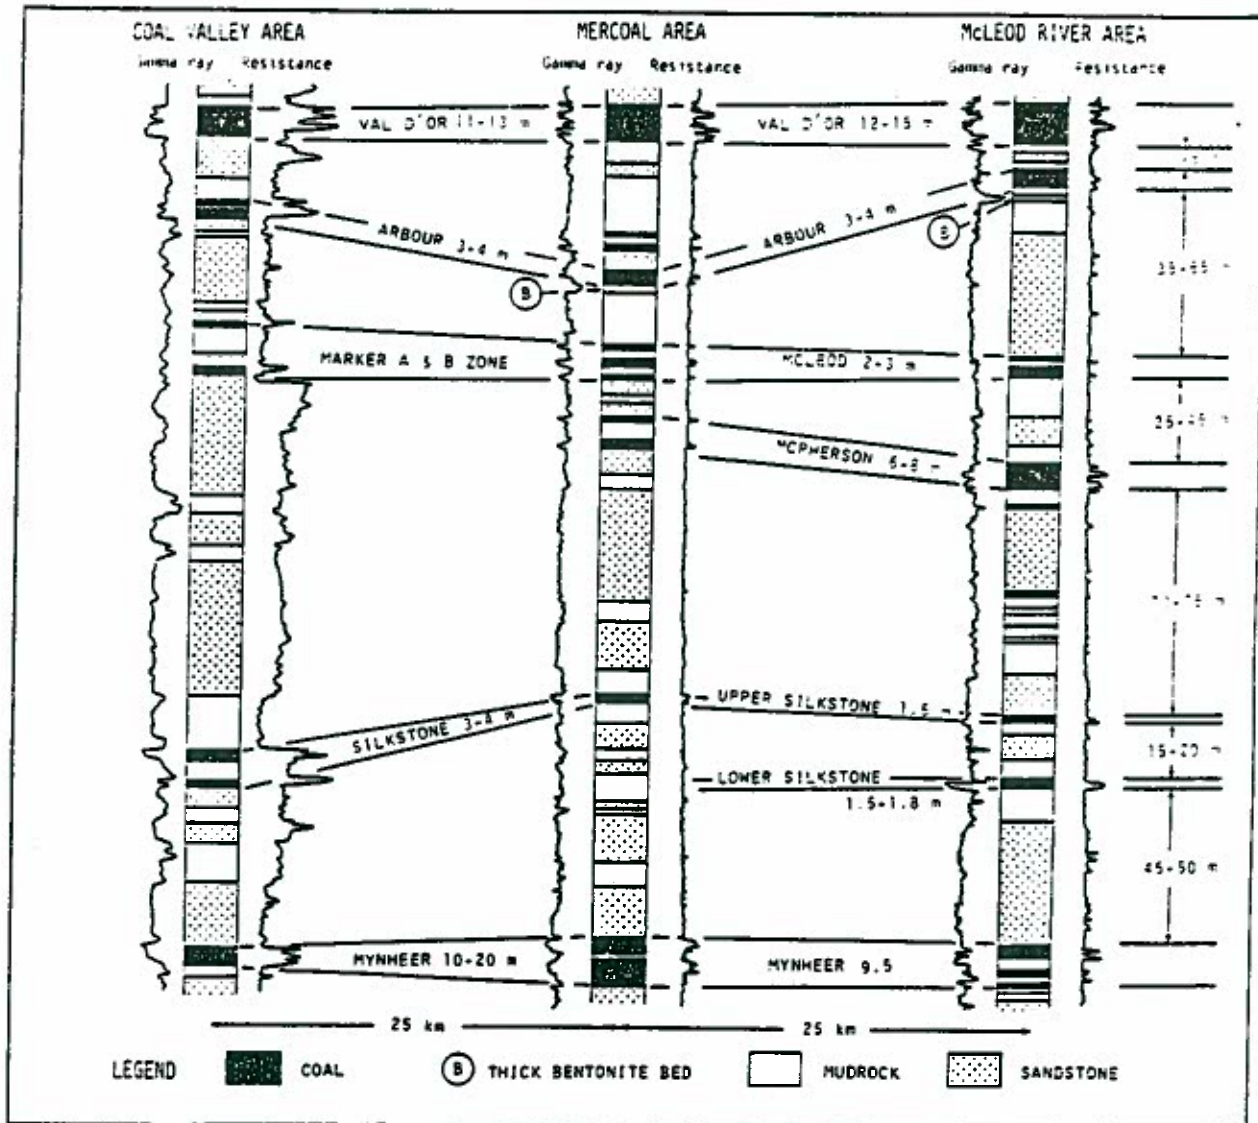 COAL VALLEY AREA
MERCOAL AREA
McLEOD RIVER AREA
Gamma ray Resistance
Gamma ray Resistance
Gamma ray Resistance
VAL D'OR 11-13 m
VAL D'OR 12-15 m
ARBOUR 3-4 m
ARBOUR 3-4 m
B
B
MARKER A & B ZONE
MCLEOD 2-3 m
MCPHERSON 6-8 m
SILKSTONE 3-4 m
UPPER SILKSTONE 1.5 m
15-20 m
LOWER SILKSTONE
1.5-1.8 m
45-50 m
MYNHEER 10-20 m
MYNHEER 9.5
25 km
25 km
LEGEND
COAL
B THICK BENTONITE BED
MUDROCK
SANDSTONE